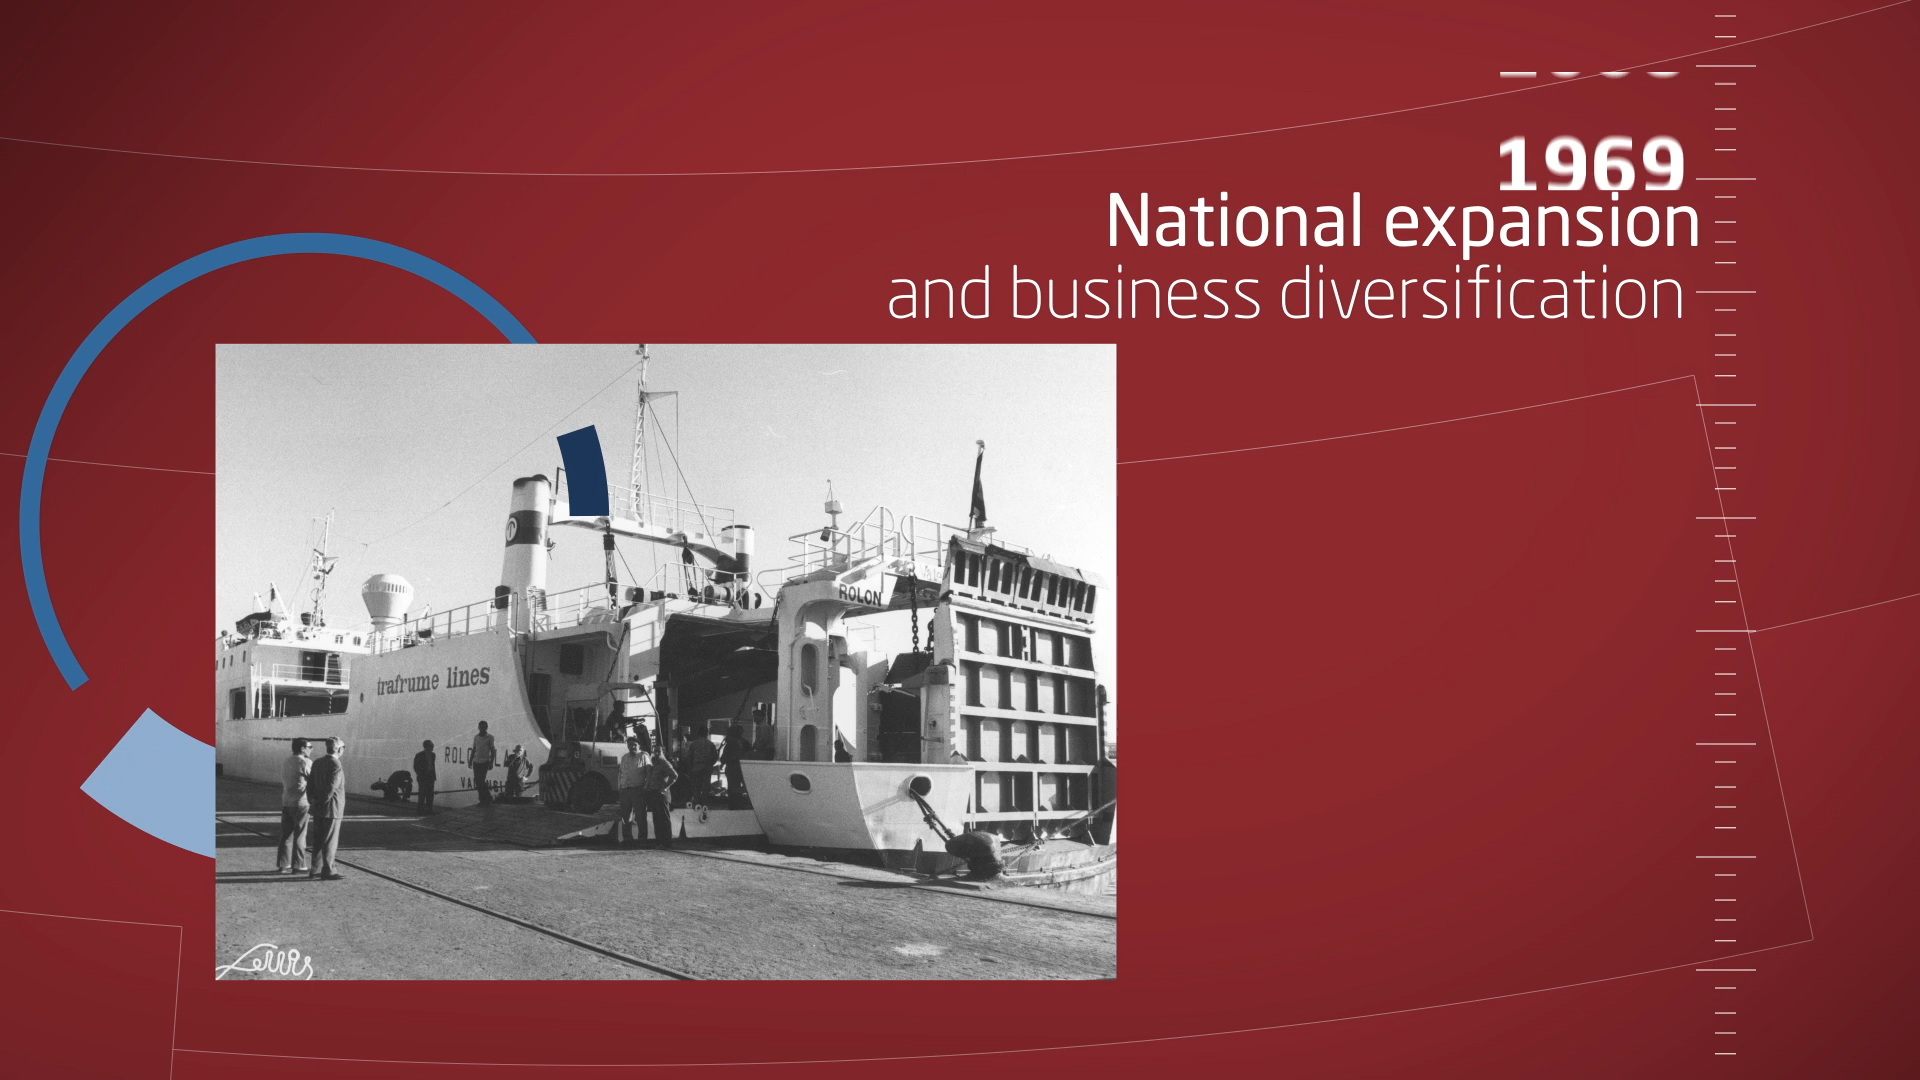 1969
National expansion
and business diversification
trafrume lines
ROLON